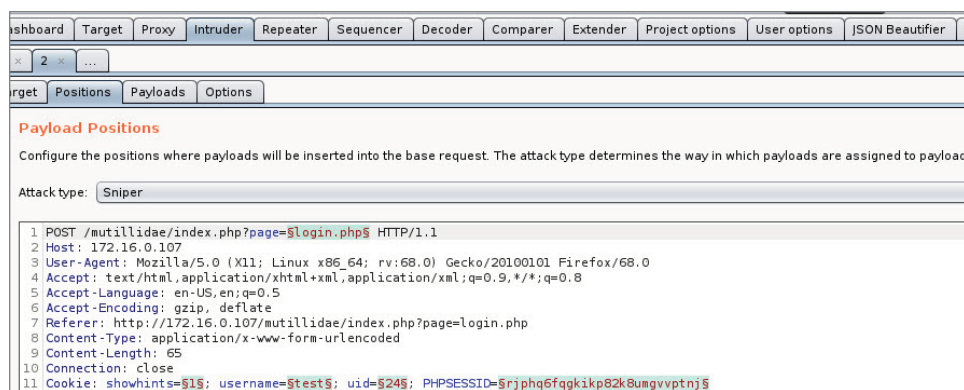 ashboard Target Proxy Intruder Repeater Sequencer Decoder Comparer Extender Project options User options JSON Beautifier
× 2 × ...
arget Positions Payloads Options
Payload Positions
Configure the positions where payloads will be inserted into the base request. The attack type determines the way in which payloads are assigned to payload
Attack type: Sniper
1 POST /mutillidae/index.php?page=§login.php§ HTTP/1.1
2 Host: 172.16.0.107
3 User-Agent: Mozilla/5.0 (X11; Linux x86_64; rv:68.0) Gecko/20100101 Firefox/68.0
4 Accept: text/html,application/xhtml+xml,application/xml;q=0.9,*/*;q=0.8
5 Accept-Language: en-US,en;q=0.5
6 Accept-Encoding: gzip, deflate
7 Referer: http://172.16.0.107/mutillidae/index.php?page=login.php
8 Content-Type: application/x-www-form-urlencoded
9 Content-Length: 65
10 Connection: close
11 Cookie: showhints=§1§; username=§test§; uid=§24§; PHPSESSID=§rjphq6fqgkikp82k8umgvvptnj§